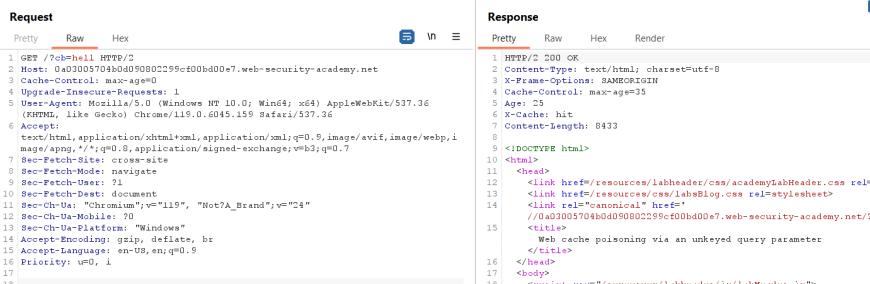 Request
Response
Pretty Raw Hex
\n
Pretty Raw Hex Render
1 GET /?cb=hell HTTP/2
2 Host: 0a03005704b0d090802299cf00bd00e7.web-security-academy.net
3 Cache-Control: max-age=0
4 Upgrade-Insecure-Requests: 1
5 User-Agent: Mozilla/5.0 (Windows NT 10.0; Win64; x64) AppleWebKit/537.36
(KHTML, like Gecko) Chrome/119.0.6045.159 Safari/537.36
6 Accept:
text/html,application/xhtml+xml,application/xml;q=0.9,image/avif,image/webp,i
mage/apng,*/*;q=0.8,application/signed-exchange;v=b3;q=0.7
7 Sec-Fetch-Site: cross-site
8 Sec-Fetch-Mode: navigate
9 Sec-Fetch-User: ?1
10 Sec-Fetch-Dest: document
11 Sec-Ch-Ua: "Chromium";v="119", "Not?A_Brand";v="24"
12 Sec-Ch-Ua-Mobile: ?0
13 Sec-Ch-Ua-Platform: "Windows"
14 Accept-Encoding: gzip, deflate, br
15 Accept-Language: en-US,en;q=0.9
16 Priority: u=0, i
17
1 HTTP/2 200 OK
2 Content-Type: text/html; charset=utf-8
3 X-Frame-Options: SAMEORIGIN
4 Cache-Control: max-age=35
5 Age: 25
6 X-Cache: hit
7 Content-Length: 8433
8
9 <!DOCTYPE html>
10 <html>
11 <head>
12 <link href=/resources/labheader/css/academyLabHeader.css rel=
13 <link href=/resources/css/labsBlog.css rel=stylesheet>
14 <link rel="canonical" href='
//0a03005704b0d090802299cf00bd00e7.web-security-academy.net/?
15 <title>
Web cache poisoning via an unkeyed query parameter
</title>
16 </head>
17 <body>